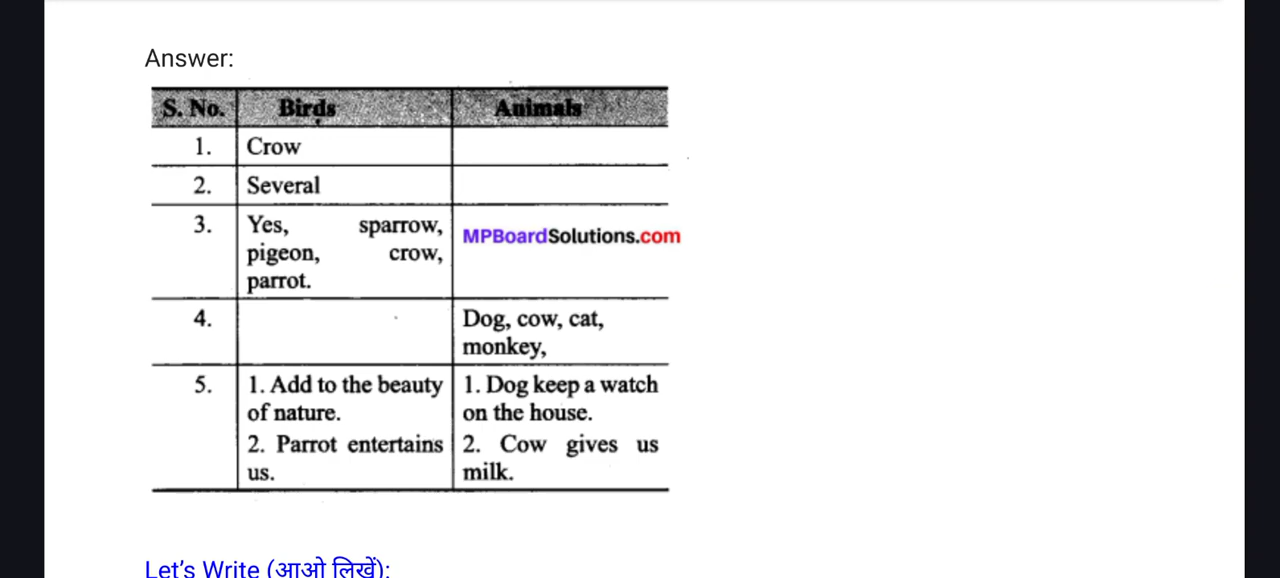 Answer:
S. No. Birds Animals
1. Crow
2. Several
3. Yes, sparrow,
pigeon, crow,
parrot.
MPBoardSolutions.com
4. Dog, cow, cat,
monkey,
5. 1. Add to the beauty
of nature.
2. Parrot entertains
us.
1. Dog keep a watch
on the house.
2. Cow gives us
milk.
Let's Write (आओ लिखें):